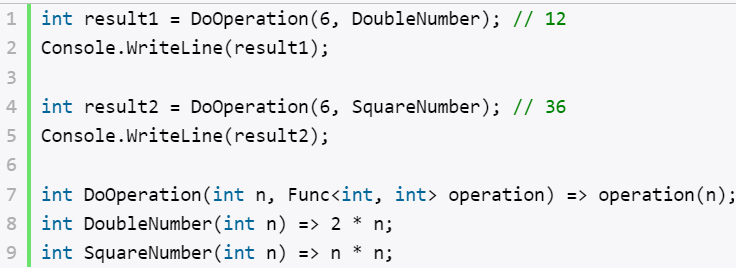 1 int result1 = DoOperation(6, DoubleNumber); // 12
2 Console.WriteLine(result1);
3
4 int result2 = DoOperation(6, SquareNumber); // 36
5 Console.WriteLine(result2);
6
7 int DoOperation(int n, Func<int, int> operation) => operation(n);
8 int DoubleNumber(int n) => 2 * n;
9 int SquareNumber(int n) => n * n;